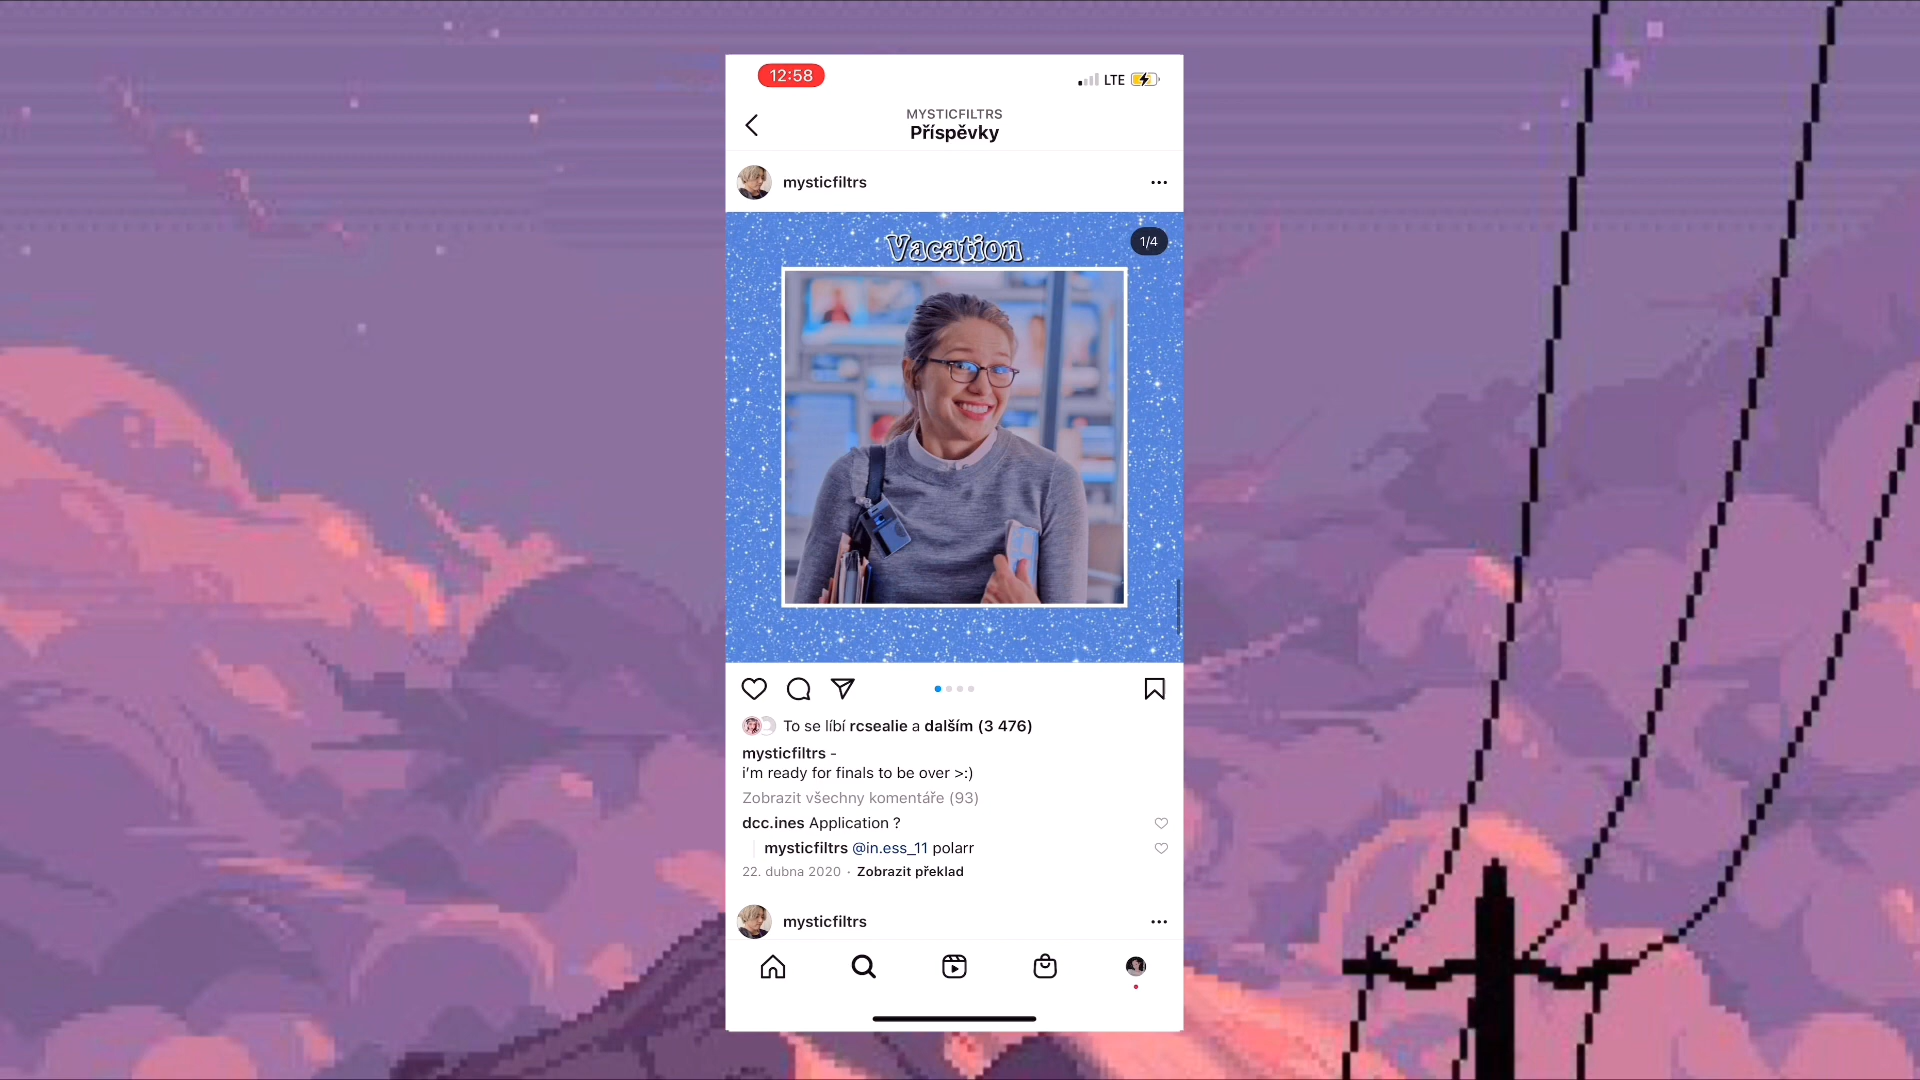 12:58
LTE
MYSTICFILTRS
Příspěvky
mysticfiltrs
Vacation
1/4
To se líbí rcsealie a dalším (3 476)
mysticfiltrs -
i’m ready for finals to be over >:)
Zobrazit všechny komentáře (93)
dcc.ines Application ?
mysticfiltrs @in.ess_11 polarr
22. dubna 2020 · Zobrazit překlad
mysticfiltrs